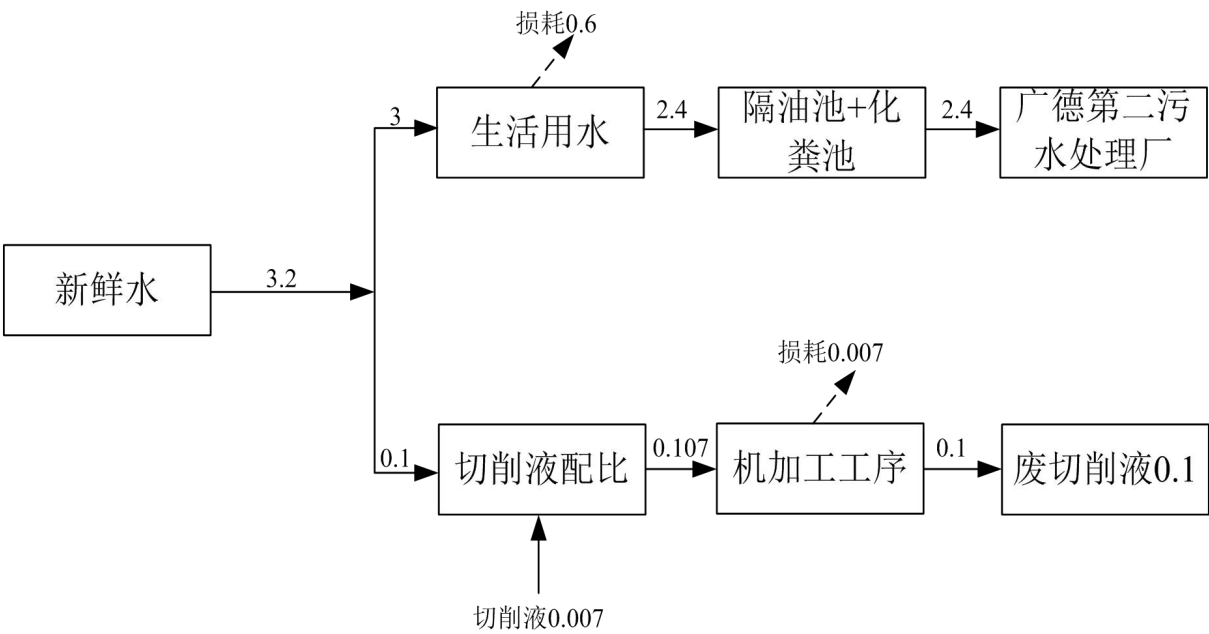 损耗0.6
3
生活用水
2.4
隔油池+化
粪池
2.4
广德第二污
水处理厂
新鲜水
3.2
损耗0.007
0.1
切削液配比
0.107
机加工工序
0.1
废切削液0.1
切削液0.007